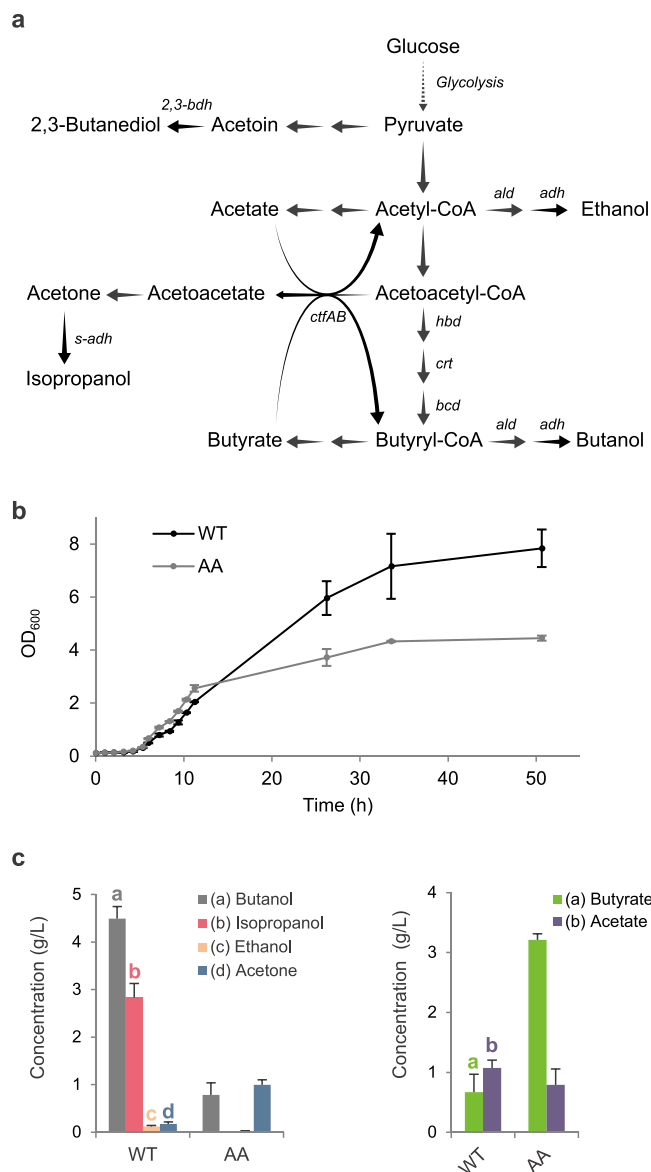 a
Glucose
Glycolysis
2,3-bdh
2,3-Butanediol Acetoin Pyruvate
ald adh
Acetate Acetyl-CoA Ethanol
Acetone Acetoacetate Acetoacetyl-CoA
ctfAB hbd
s-adh
crt
Isopropanol
bcd
ald adh
Butyrate Butyryl-CoA Butanol
b
WT
AA
OD600
8
6
4
2
0
0 10 20 30 40 50
Time (h)
c
Concentration (g/L)
5
4
3
2
1
0
a
b
c
d
(a) Butanol
(b) Isopropanol
(c) Ethanol
(d) Acetone
WT AA
Concentration (g/L)
4
3
2
1
0
a
b
(a) Butyrate
(b) Acetate
WT AA